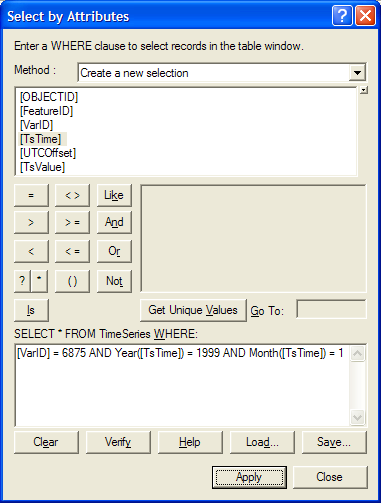 Select by Attributes
Enter a WHERE clause to select records in the table window.
Method : Create a new selection
[OBJECTID]
[FeatureID]
[VarID]
[TsTime]
[UTCOffset]
[TsValue]
= < > Like
> > = And
< < = Or
? * ( ) Not
Is Get Unique Values Go To:
SELECT * FROM TimeSeries WHERE:
[VarID] = 6875 AND Year([TsTime]) = 1999 AND Month([TsTime]) = 1
Clear Verify Help Load... Save...
Apply Close